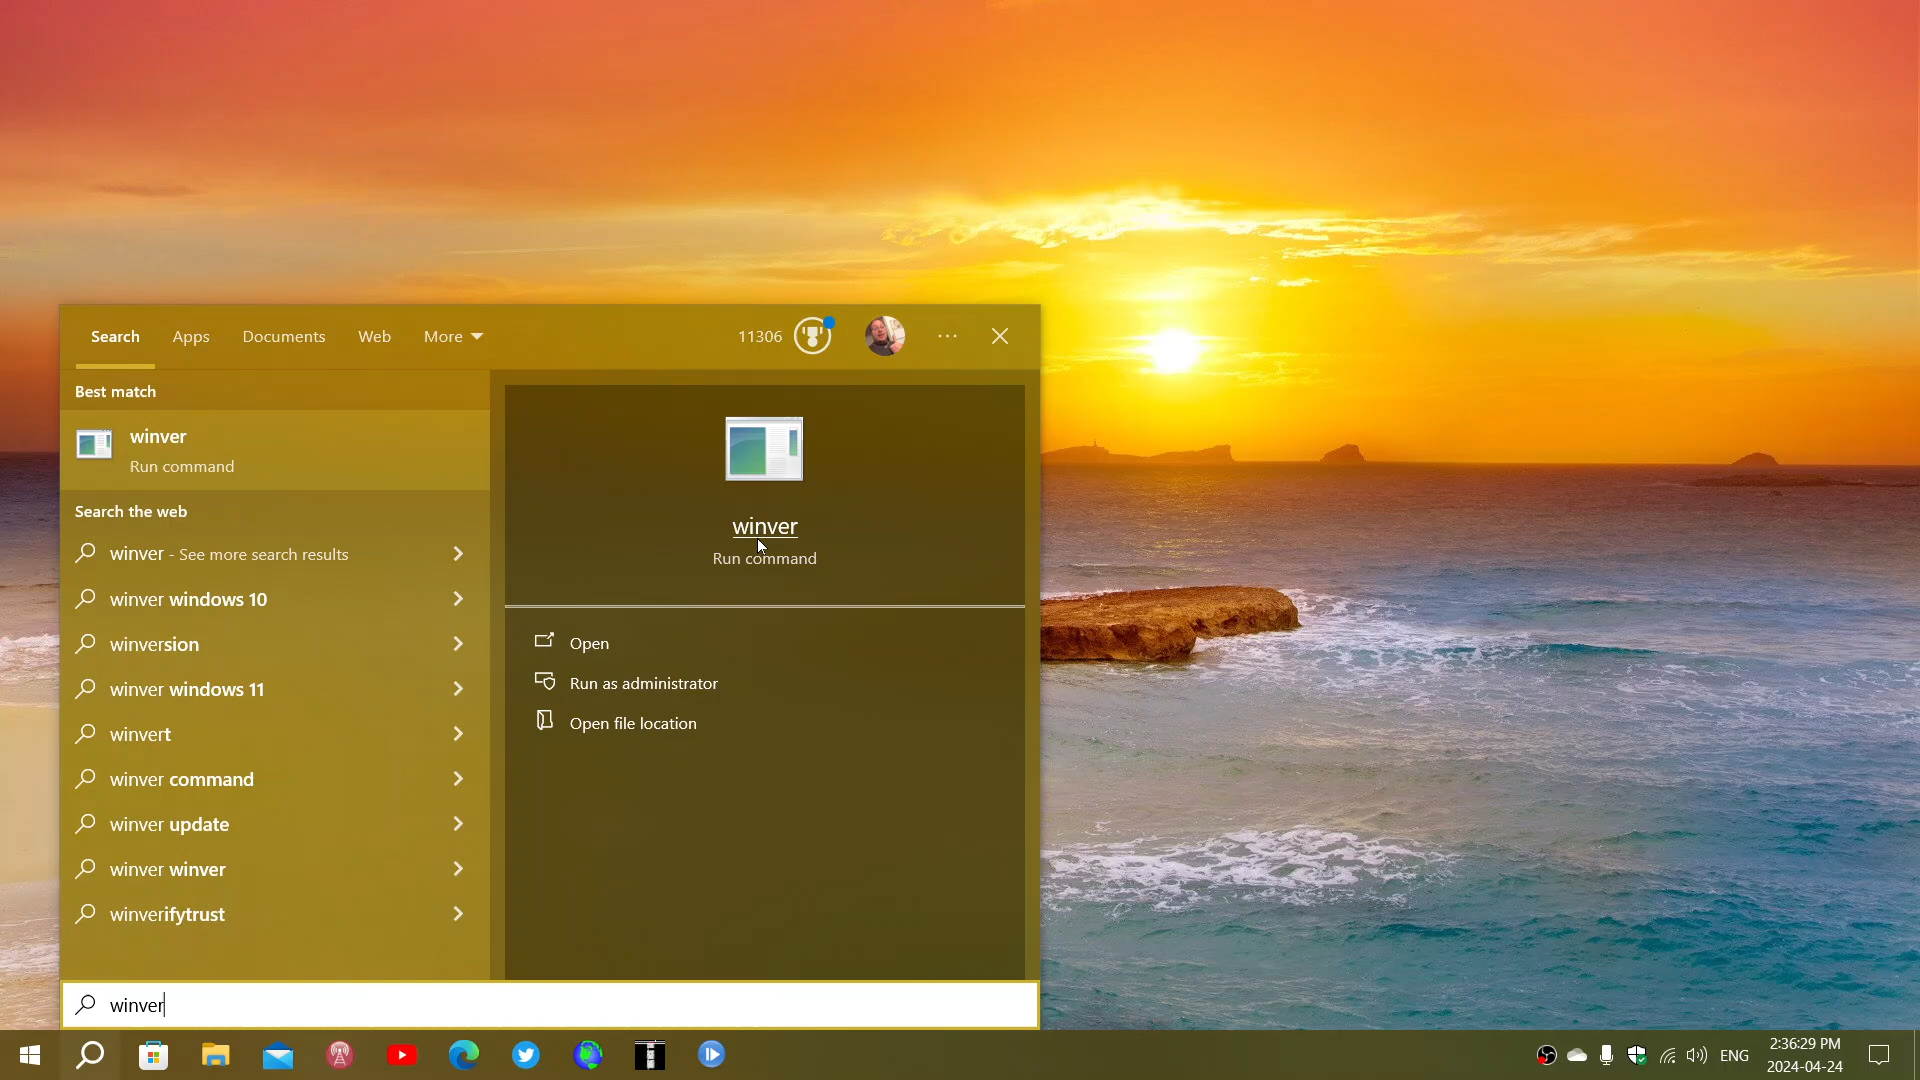 Search Apps Documents Web More 11306 ...
Best match
winver
Run command
Search the web
winver - See more search results
winver windows 10
winversion
winver windows 11
winvert
winver command
winver update
winver winver
winverifytrust
winver
Run command
Open
Run as administrator
Open file location
winver
ENG
2:36:29 PM
2024-04-24